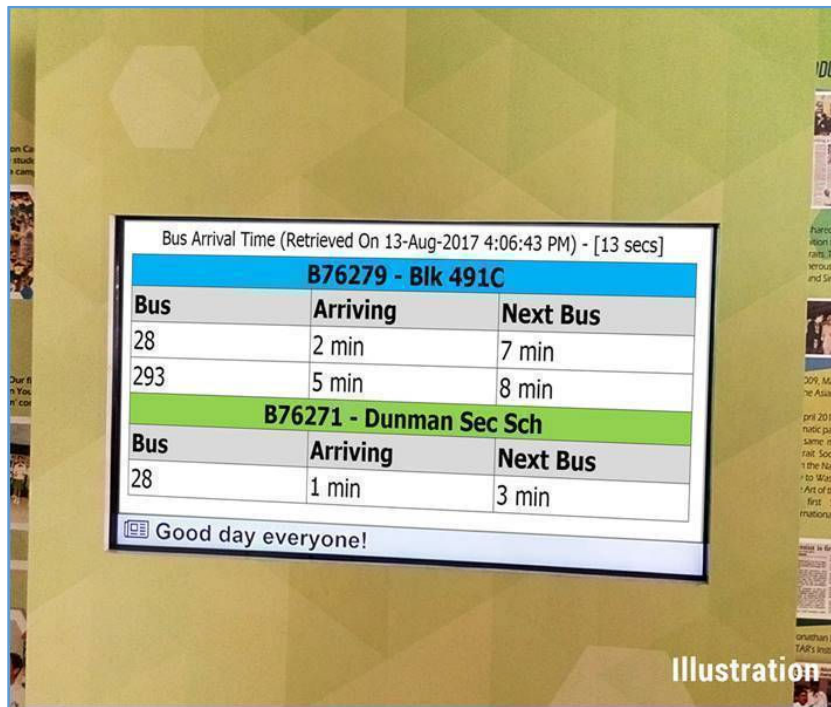 Bus Arrival Time (Retrieved On 13-Aug-2017 4:06:43 PM) - [13 secs]
B76279 - Blk 491C
Bus Arriving Next Bus
28 2 min 7 min
293 5 min 8 min
B76271 - Dunman Sec Sch
Bus Arriving Next Bus
28 1 min 3 min
Good day everyone!
Illustration